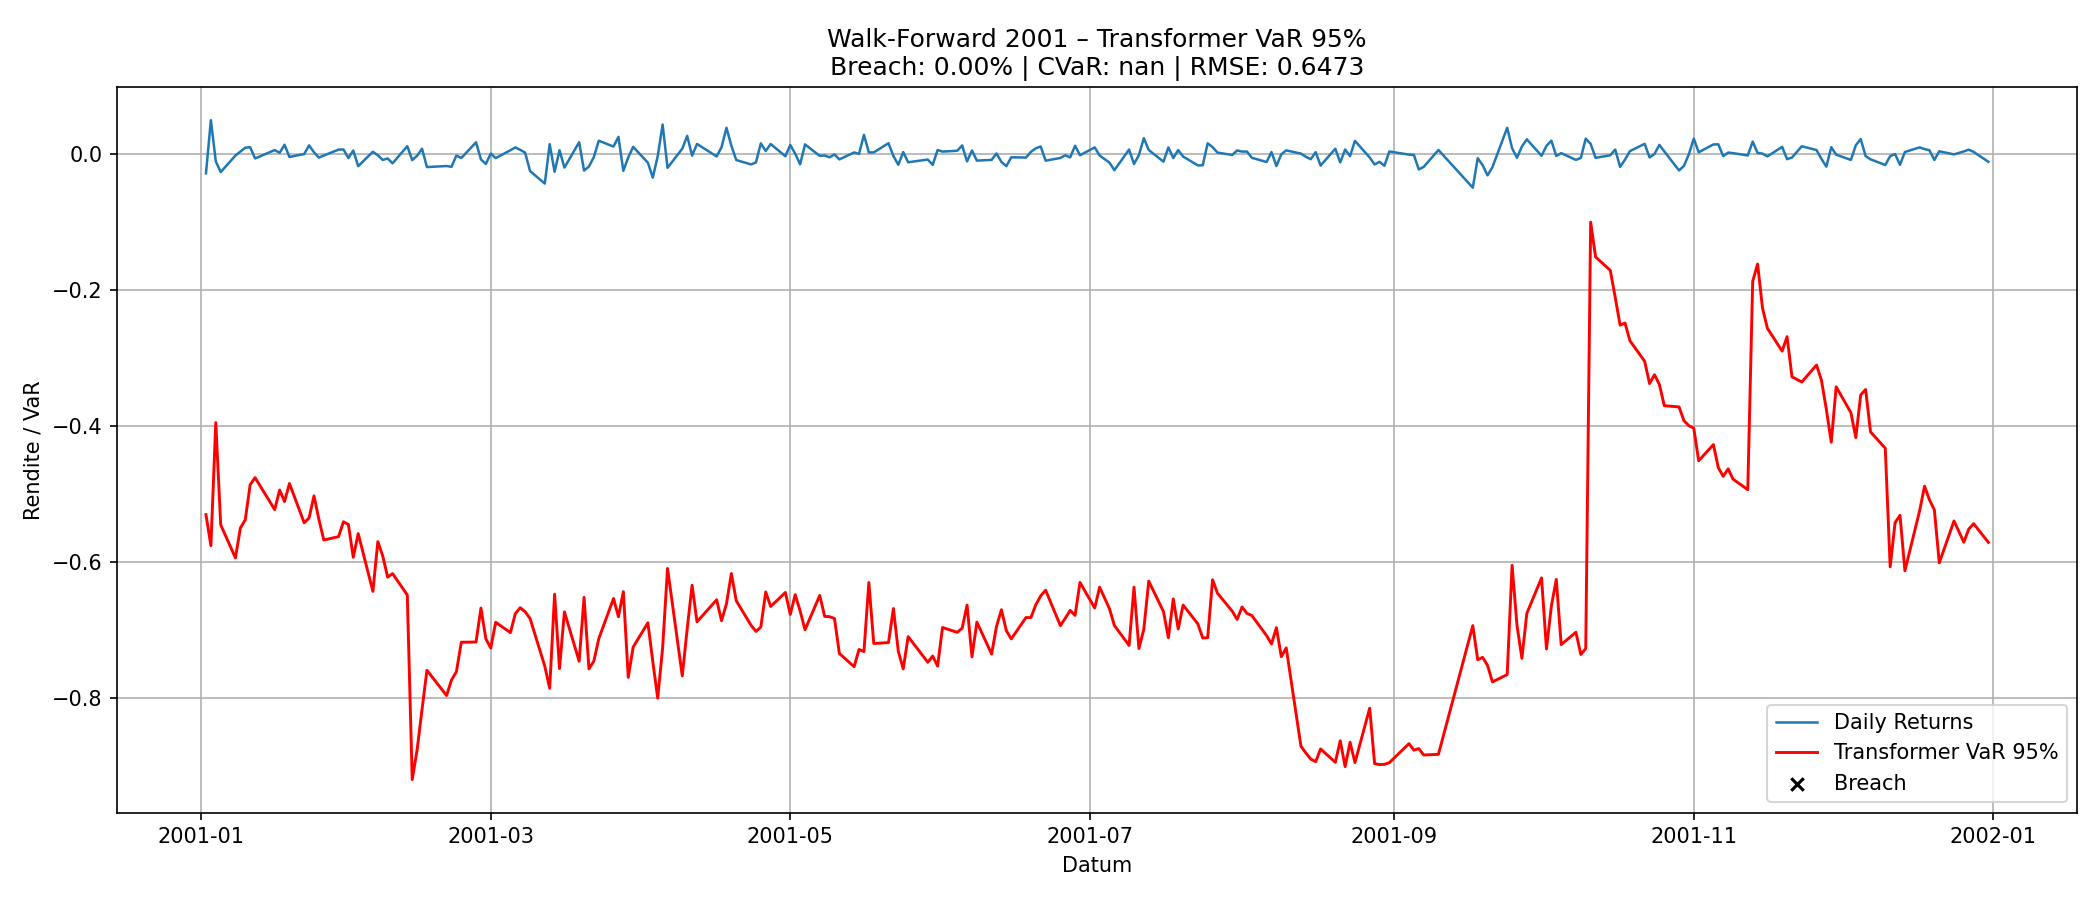 Walk-Forward 2001 – Transformer VaR 95%
Breach: 0.00% | CVaR: nan | RMSE: 0.6473
Rendite / VaR
0.0
−0.2
−0.4
−0.6
−0.8
Daily Returns
Transformer VaR 95%
Breach
2001-01
2001-03
2001-05
2001-07
2001-09
2001-11
2002-01
Datum